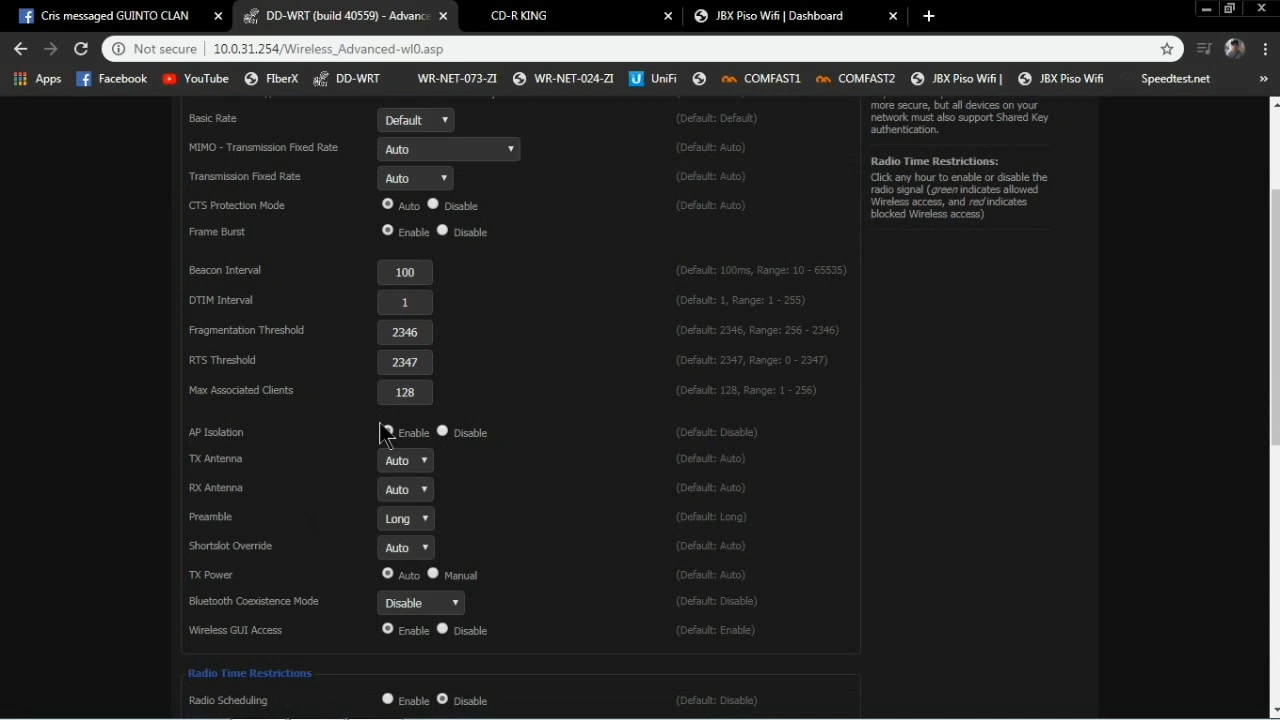 Cris messaged GUINTO CLAN
DD-WRT (build 40559) - Advance
CD-R KING
JBX Piso Wifi | Dashboard
Not secure | 10.0.31.254/Wireless_Advanced-wl0.asp
Apps Facebook YouTube FIberX DD-WRT WR-NET-073-ZI WR-NET-024-ZI UniFi COMFAST1 COMFAST2 JBX Piso Wifi | JBX Piso Wifi Speedtest.net »
Basic Rate Default (Default: Default)
MIMO - Transmission Fixed Rate Auto (Default: Auto)
Transmission Fixed Rate Auto (Default: Auto)
CTS Protection Mode Auto Disable (Default: Auto)
Frame Burst Enable Disable
Beacon Interval 100 (Default: 100ms, Range: 10 - 65535)
DTIM Interval 1 (Default: 1, Range: 1 - 255)
Fragmentation Threshold 2346 (Default: 2346, Range: 256 - 2346)
RTS Threshold 2347 (Default: 2347, Range: 0 - 2347)
Max Associated Clients 128 (Default: 128, Range: 1 - 256)
AP Isolation Enable Disable (Default: Disable)
TX Antenna Auto (Default: Auto)
RX Antenna Auto (Default: Auto)
Preamble Long (Default: Long)
Shortslot Override Auto (Default: Auto)
TX Power Auto Manual (Default: Auto)
Bluetooth Coexistence Mode Disable (Default: Disable)
Wireless GUI Access Enable Disable (Default: Enable)
Radio Time Restrictions
Radio Scheduling Enable Disable (Default: Disable)
more secure, but all devices on your
network must also support Shared Key
authentication.
Radio Time Restrictions:
Click any hour to enable or disable the
radio signal (green indicates allowed
Wireless access, and red indicates
blocked Wireless access)